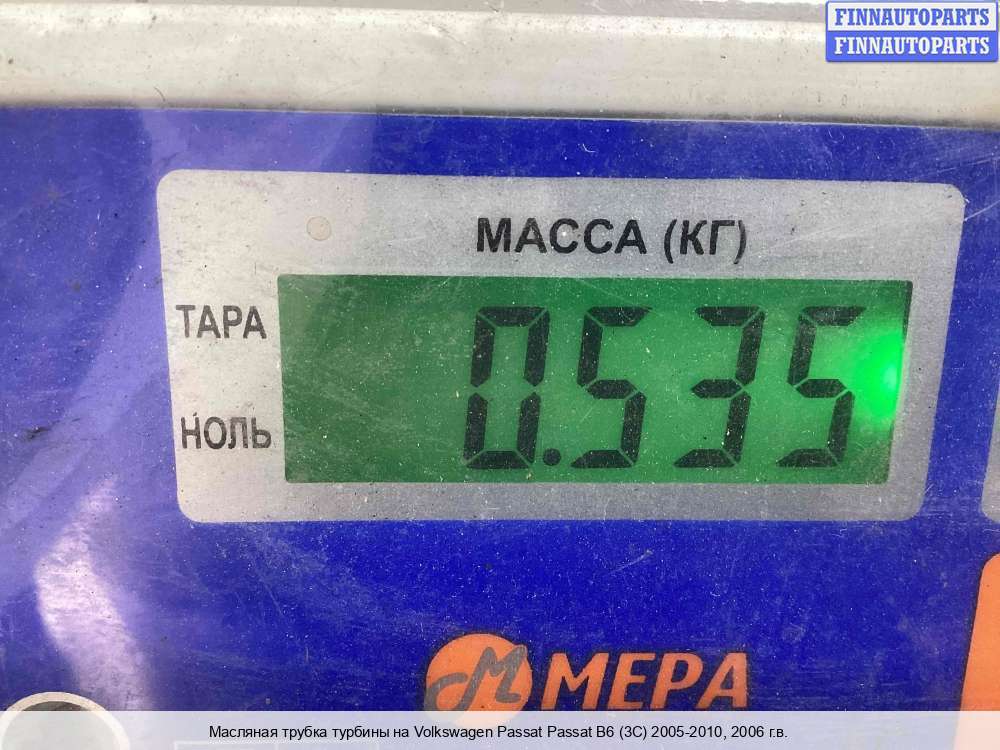 FINNAUTOPARTS
FINNAUTOPARTS
МАССА (КГ)
ТАРА
0.535
НОЛЬ
МЕРА
Масляная трубка турбины на Volkswagen Passat Passat B6 (3C) 2005-2010, 2006 г.в.